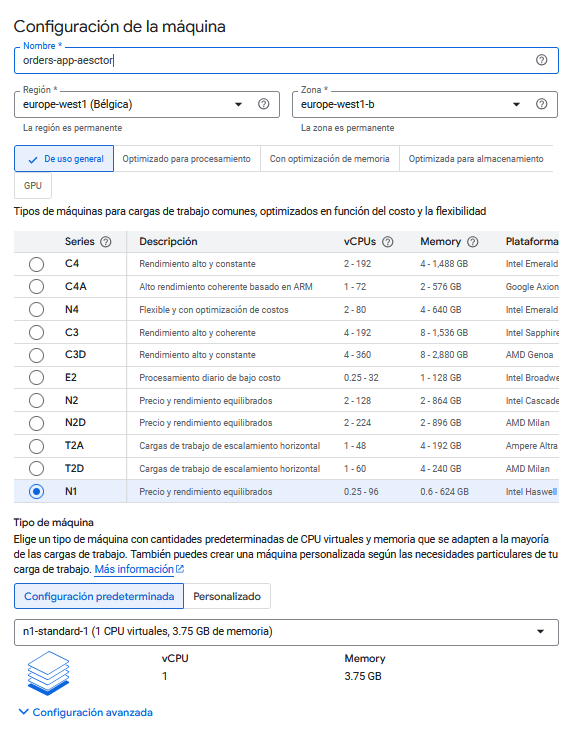 Configuración de la máquina
Nombre *
orders-app-aesctor
Región *
europe-west1 (Bélgica)
Zona *
europe-west1-b
La región es permanente
La zona es permanente
De uso general
Optimizado para procesamiento
Con optimización de memoria
Optimizada para almacenamiento
GPU
Tipos de máquinas para cargas de trabajo comunes, optimizados en función del costo y la flexibilidad
Series Descripción vCPUs Memory Plataforma
C4 Rendimiento alto y constante 2 - 192 4 - 1,488 GB Intel Emerald
C4A Alto rendimiento coherente basado en ARM 1 - 72 2 - 576 GB Google Axion
N4 Flexible y con optimización de costos 2 - 80 4 - 640 GB Intel Emerald
C3 Rendimiento alto y coherente 4 - 192 8 - 1,536 GB Intel Sapphire
C3D Rendimiento alto y constante 4 - 360 8 - 2,880 GB AMD Genoa
E2 Procesamiento diario de bajo costo 0.25 - 32 1 - 128 GB Intel Broadwe
N2 Precio y rendimiento equilibrados 2 - 128 2 - 864 GB Intel Cascade
N2D Precio y rendimiento equilibrados 2 - 224 2 - 896 GB AMD Milan
T2A Cargas de trabajo de escalamiento horizontal 1 - 48 4 - 192 GB Ampere Altra
T2D Cargas de trabajo de escalamiento horizontal 1 - 60 4 - 240 GB AMD Milan
N1 Precio y rendimiento equilibrados 0.25 - 96 0.6 - 624 GB Intel Haswell
Tipo de máquina
Elige un tipo de máquina con cantidades predeterminadas de CPU virtuales y memoria que se adapten a la mayoría
de las cargas de trabajo. También puedes crear una máquina personalizada según las necesidades particulares de tu
carga de trabajo. Más información
Configuración predeterminada
Personalizado
n1-standard-1 (1 CPU virtuales, 3.75 GB de memoria)
vCPU Memory
1 3.75 GB
Configuración avanzada